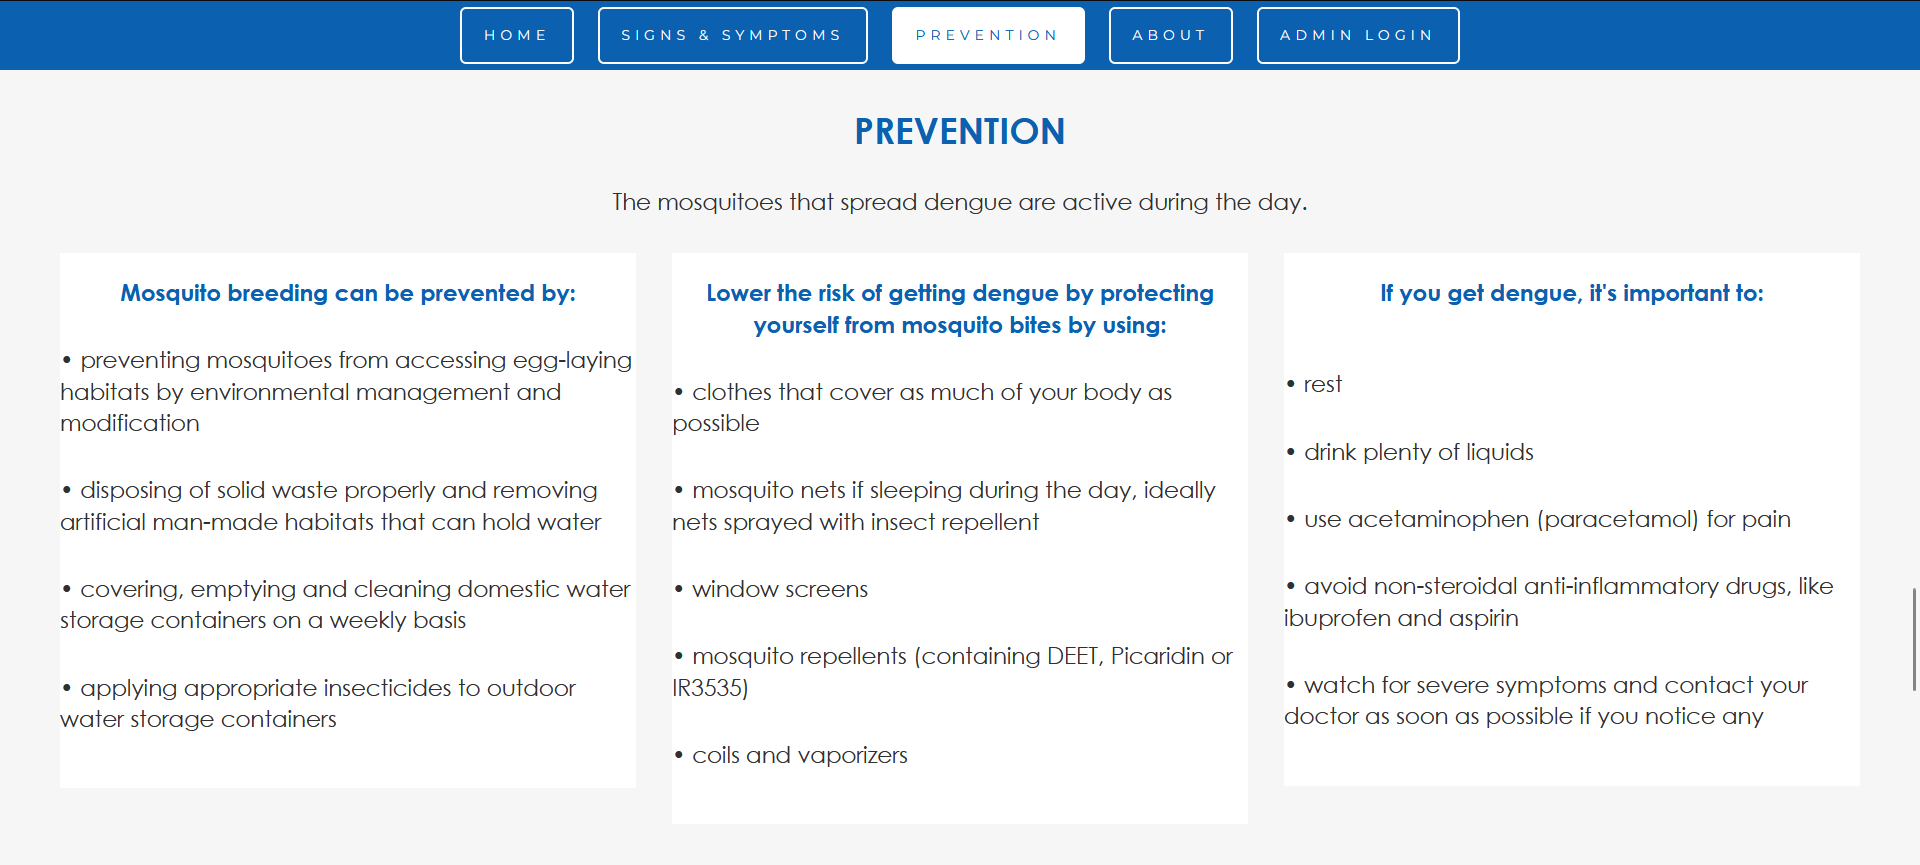 HOME
SIGNS & SYMPTOMS
PREVENTION
ABOUT
ADMIN LOGIN
PREVENTION
The mosquitoes that spread dengue are active during the day.
Mosquito breeding can be prevented by:
• preventing mosquitoes from accessing egg-laying
habitats by environmental management and
modification
• disposing of solid waste properly and removing
artificial man-made habitats that can hold water
• covering, emptying and cleaning domestic water
storage containers on a weekly basis
• applying appropriate insecticides to outdoor
water storage containers
Lower the risk of getting dengue by protecting
yourself from mosquito bites by using:
• clothes that cover as much of your body as
possible
• mosquito nets if sleeping during the day, ideally
nets sprayed with insect repellent
• window screens
• mosquito repellents (containing DEET, Picaridin or
IR3535)
• coils and vaporizers
If you get dengue, it's important to:
• rest
• drink plenty of liquids
• use acetaminophen (paracetamol) for pain
• avoid non-steroidal anti-inflammatory drugs, like
ibuprofen and aspirin
• watch for severe symptoms and contact your
doctor as soon as possible if you notice any